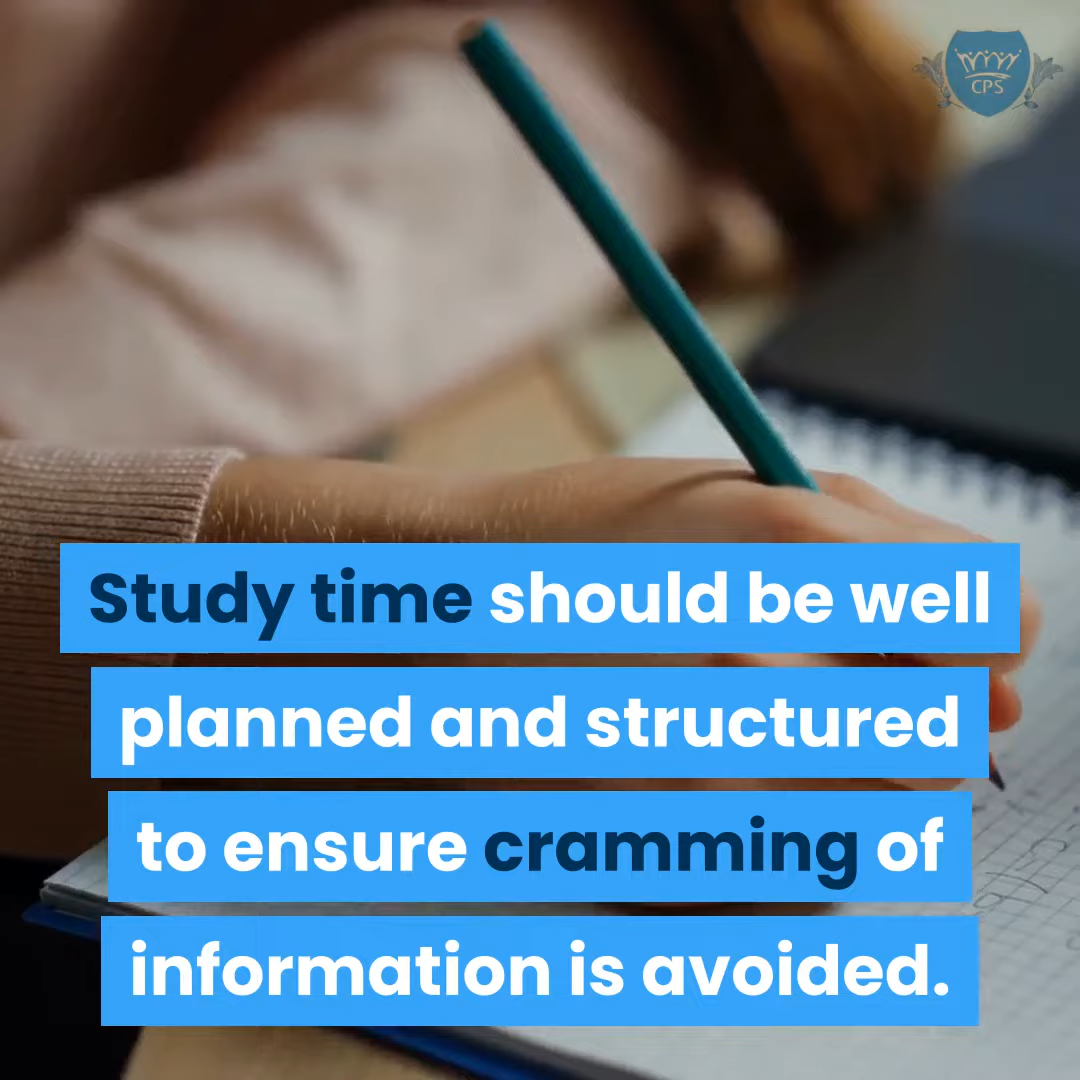 CPS
Study time should be well
planned and structured
to ensure cramming of
information is avoided.